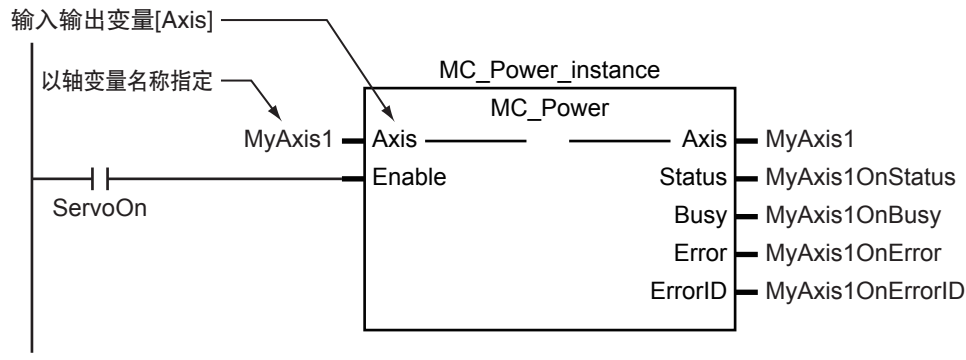 输入输出变量[Axis]
以轴变量名称指定
MC_Power_instance
MC_Power
MyAxis1 Axis Axis MyAxis1
Enable Status MyAxis1OnStatus
ServoOn
Busy MyAxis1OnBusy
Error MyAxis1OnError
ErrorID MyAxis1OnErrorID